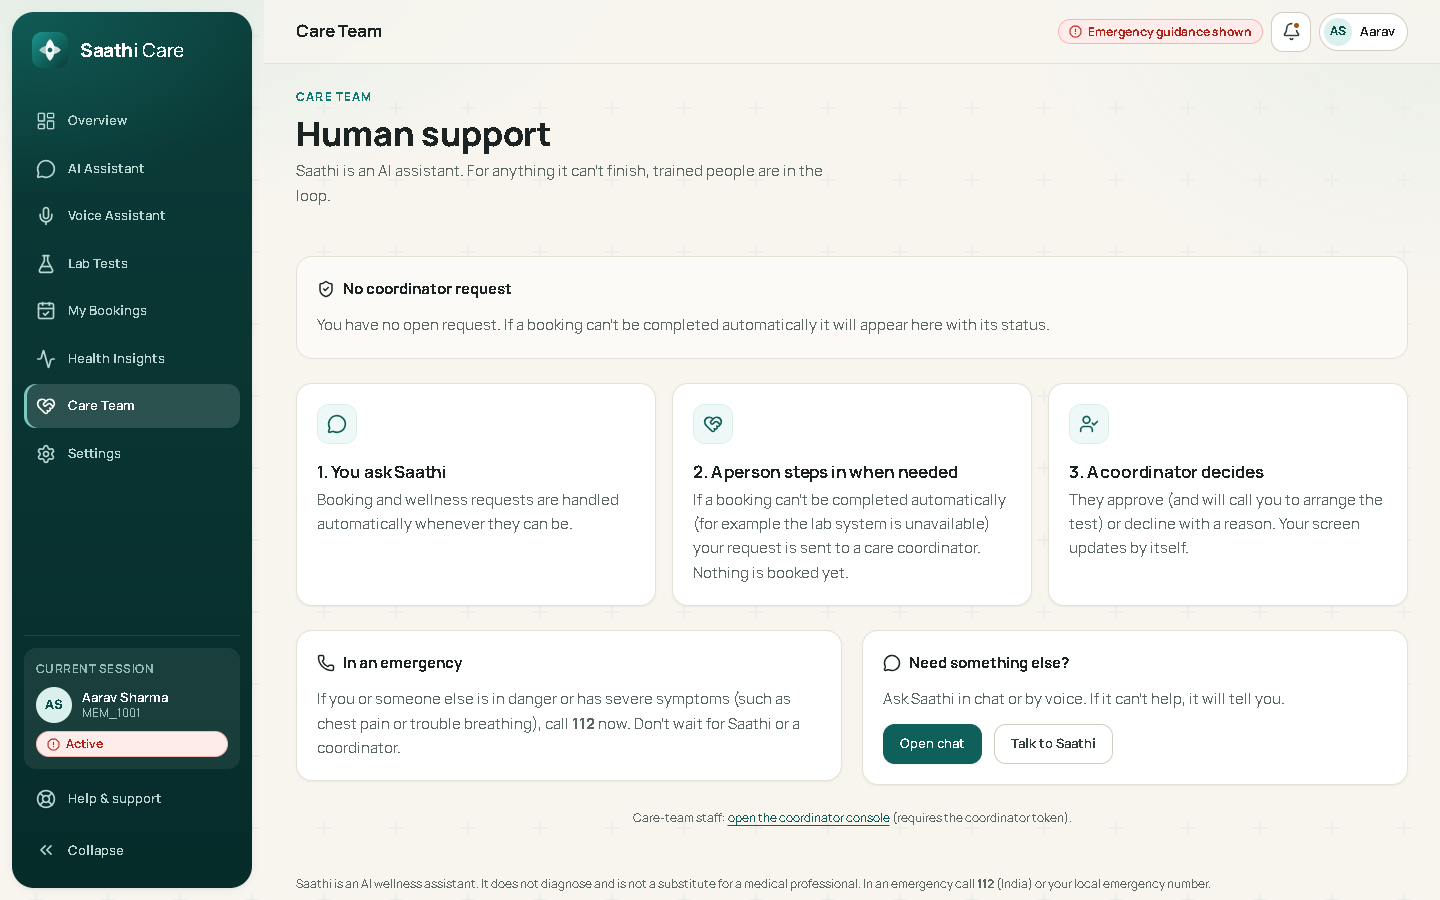 Saathi Care
Overview
AI Assistant
Voice Assistant
Lab Tests
My Bookings
Health Insights
Care Team
Settings
CURRENT SESSION
AS
Aarav Sharma
MEM_1001
Active
Help & support
Collapse
Care Team
Emergency guidance shown
AS
Aarav
CARE TEAM
Human support
Saathi is an AI assistant. For anything it can't finish, trained people are in the
loop.
No coordinator request
You have no open request. If a booking can't be completed automatically it will appear here with its status.
1. You ask Saathi
Booking and wellness requests are handled
automatically whenever they can be.
2. A person steps in when needed
If a booking can't be completed automatically
(for example the lab system is unavailable)
your request is sent to a care coordinator.
Nothing is booked yet.
3. A coordinator decides
They approve (and will call you to arrange the
test) or decline with a reason. Your screen
updates by itself.
In an emergency
If you or someone else is in danger or has severe symptoms (such as
chest pain or trouble breathing), call 112 now. Don't wait for Saathi or a
coordinator.
Need something else?
Ask Saathi in chat or by voice. If it can't help, it will tell you.
Open chat
Talk to Saathi
Care-team staff: open the coordinator console (requires the coordinator token).
Saathi is an AI wellness assistant. It does not diagnose and is not a substitute for a medical professional. In an emergency call 112 (India) or your local emergency number.